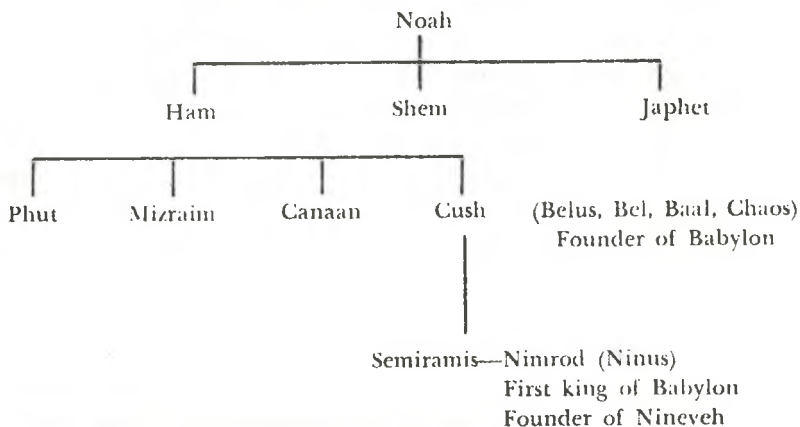 Noah
Ham Shem Japhet
Phut Mizraim Canaan Cush (Belus, Bel, Baal, Chaos)
Founder of Babylon
Semiramis—Nimrod (Ninus)
First king of Babylon
Founder of Nineveh